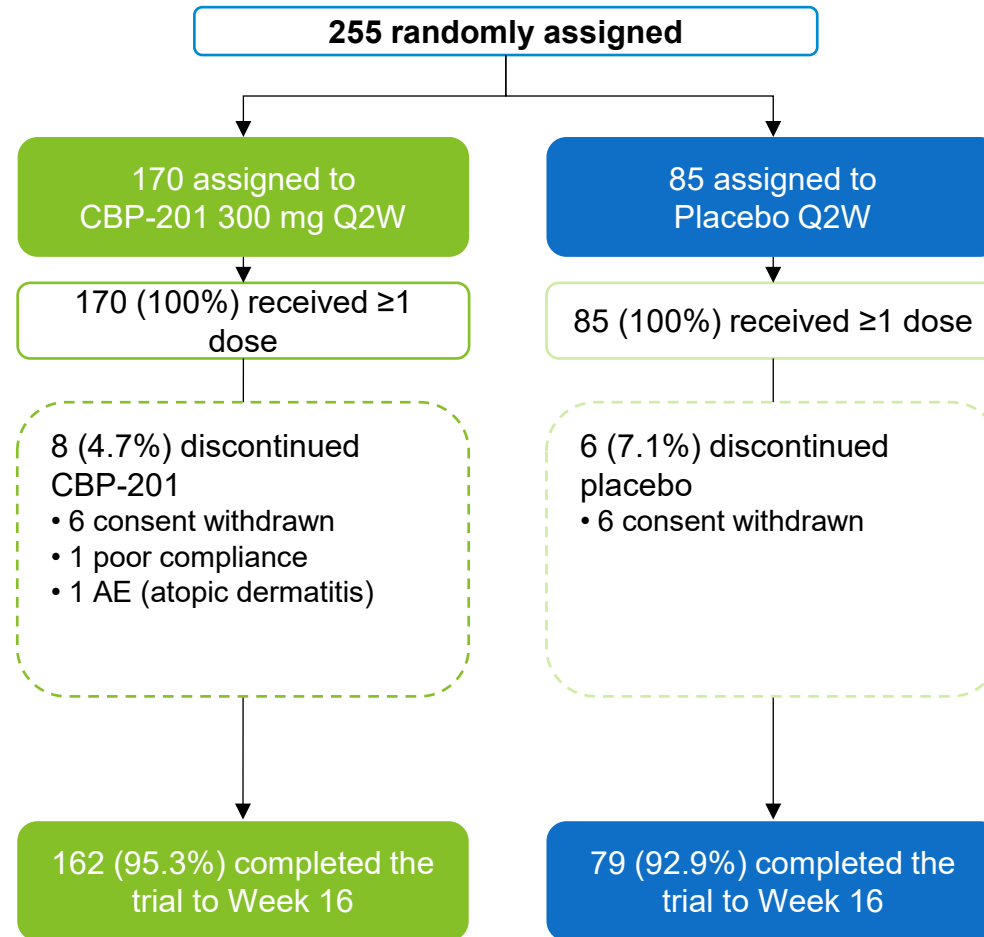 255 randomly assigned
170 assigned to
CBP-201 300 mg Q2W
85 assigned to
Placebo Q2W
170 (100%) received ≥1
dose
85 (100%) received ≥1 dose
8 (4.7%) discontinued
CBP-201
• 6 consent withdrawn
• 1 poor compliance
• 1 AE (atopic dermatitis)
6 (7.1%) discontinued
placebo
• 6 consent withdrawn
162 (95.3%) completed the
trial to Week 16
79 (92.9%) completed the
trial to Week 16